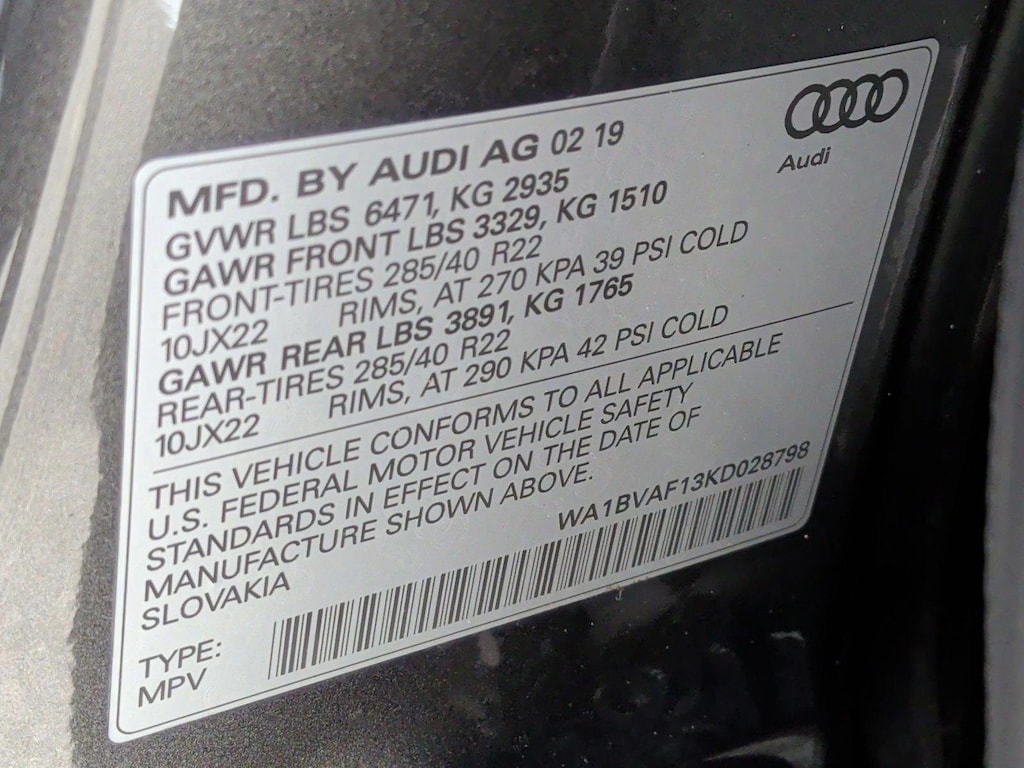 Audi
MFD. BY AUDI AG 02 19
GVWR LBS 6471, KG 2935
GAWR FRONT LBS 3329, KG 1510
FRONT-TIRES 285/40 R22
10JX22 RIMS, AT 270 KPA 39 PSI COLD
GAWR REAR LBS 3891, KG 1765
REAR-TIRES 285/40 R22
10JX22 RIMS, AT 290 KPA 42 PSI COLD
THIS VEHICLE CONFORMS TO ALL APPLICABLE
U.S. FEDERAL MOTOR VEHICLE SAFETY
STANDARDS IN EFFECT ON THE DATE OF
MANUFACTURE SHOWN ABOVE.
SLOVAKIA
WA1BVAF13KD028798
TYPE:
MPV